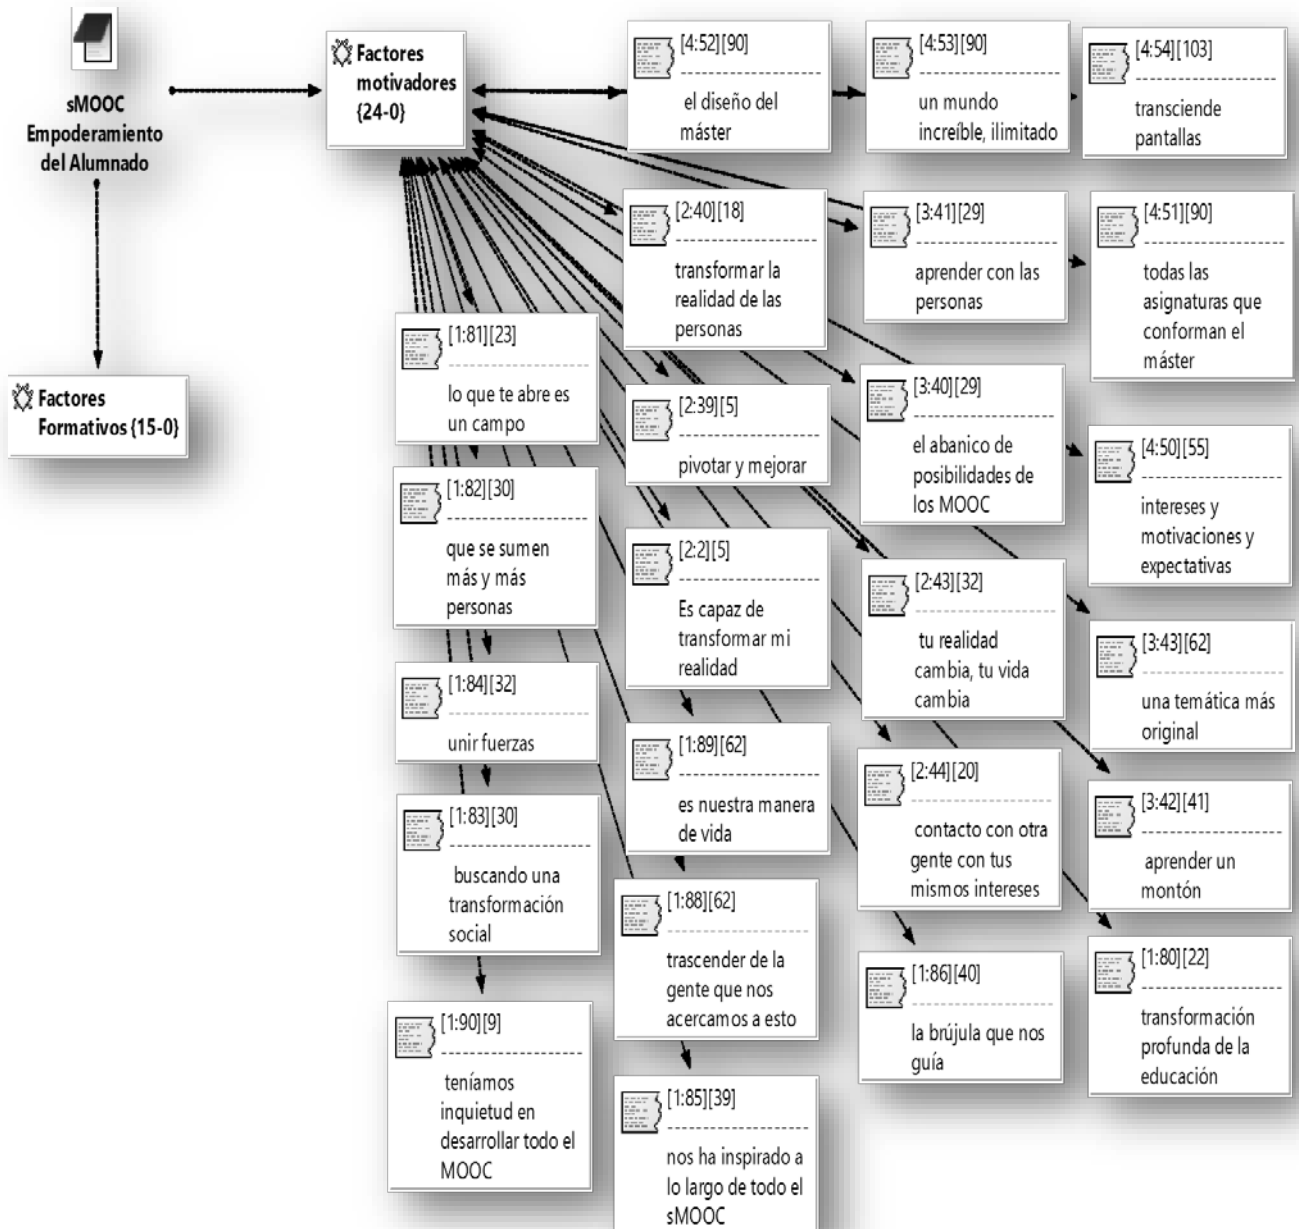 sMOOC
Empoderamiento
del Alumnado
Factores
motivadores
{24-0}
Factores
Formativos {15-0}
[4:52][90]
el diseño del
máster
[4:53][90]
un mundo
increíble, ilimitado
[4:54][103]
transciende
pantallas
[2:40][18]
transformar la
realidad de las
personas
[3:41][29]
aprender con las
personas
[4:51][90]
todas las
asignaturas que
conforman el
máster
[1:81][23]
lo que te abre es
un campo
[2:39][5]
pivotar y mejorar
[3:40][29]
el abanico de
posibilidades de
los MOOC
[4:50][55]
intereses y
motivaciones y
expectativas
[1:82][30]
que se sumen
más y más
personas
[2:2][5]
Es capaz de
transformar mi
realidad
[2:43][32]
tu realidad
cambia, tu vida
cambia
[3:43][62]
una temática más
original
[1:84][32]
unir fuerzas
[1:89][62]
es nuestra manera
de vida
[2:44][20]
contacto con otra
gente con tus
mismos intereses
[3:42][41]
aprender un
montón
[1:83][30]
buscando una
transformación
social
[1:88][62]
trascender de la
gente que nos
acercamos a esto
[1:86][40]
la brújula que nos
guía
[1:80][22]
transformación
profunda de la
educación
[1:90][9]
teníamos
inquietud en
desarrollar todo el
MOOC
[1:85][39]
nos ha inspirado a
lo largo de todo el
sMOOC